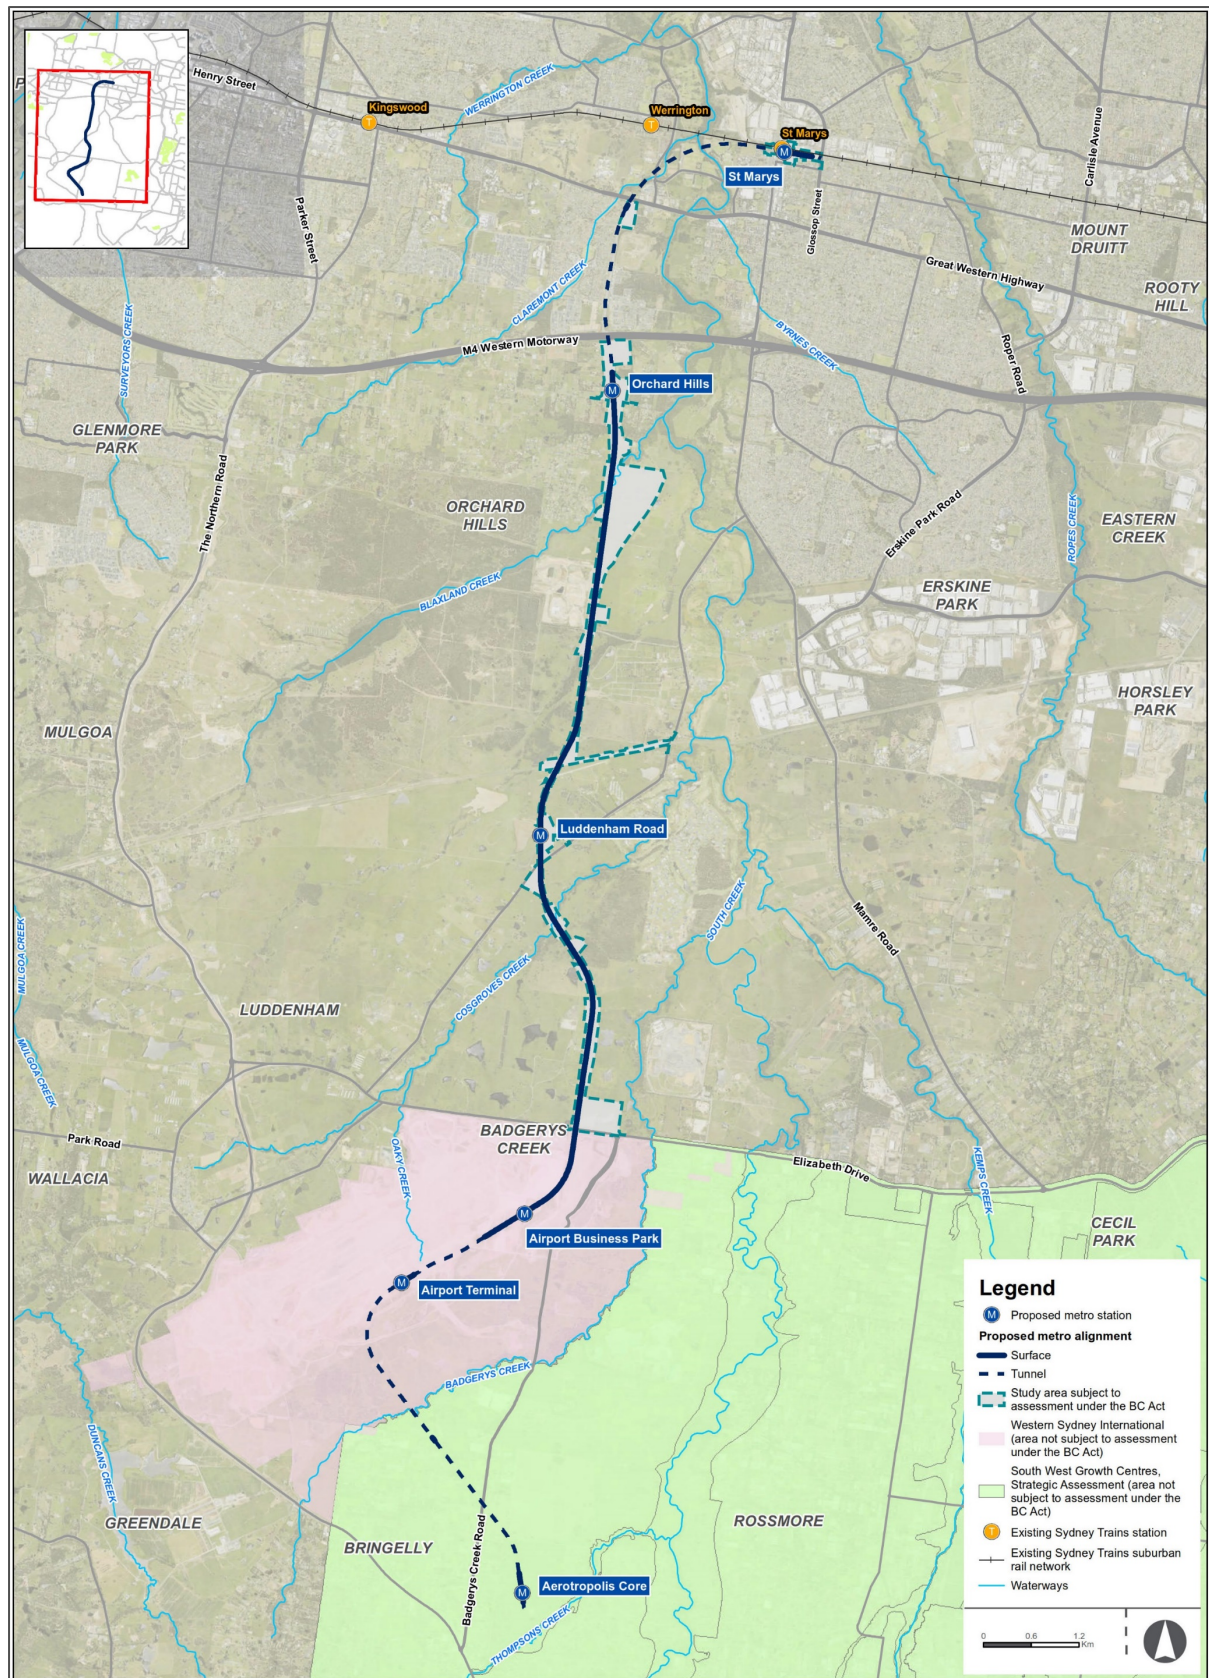 P
Henry Street
Kingswood
T
WERRINGTON CREEK
Werrington
T
St Marys
M
St Marys
Carlisle Avenue
Glossop Street
Parker Street
MOUNT
DRUITT
Great Western Highway
ROOTY
HILL
CLAREMONT CREEK
SURVEYORS CREEK
BYRNES CREEK
M4 Western Motorway
Roper Road
M
Orchard Hills
GLENMORE
PARK
The Northern Road
ORCHARD
HILLS
Erskine Park Road
ROPES CREEK
EASTERN
CREEK
BLAXLAND CREEK
ERSKINE
PARK
HORSLEY
PARK
MULGOA
M
Luddenham Road
SOUTH CREEK
Mamre Road
MULGOA CREEK
COSGROVES CREEK
LUDDENHAM
MULGOA CREEK
Park Road
BADGERYS
CREEK
OAKY CREEK
Elizabeth Drive
KEMPS CREEK
WALLACIA
M
Airport Business Park
CECIL
PARK
M
Airport Terminal
BADGERYS CREEK
DUNCANS CREEK
GREENDALE
BRINGELLY
Badgerys Creek Road
ROSSMORE
M
Aerotropolis Core
THOMPSONS CREEK
Legend
M
Proposed metro station
Proposed metro alignment
Surface
Tunnel
Study area subject to
assessment under the BC Act
Western Sydney International
(area not subject to assessment
under the BC Act)
South West Growth Centres,
Strategic Assessment (area not
subject to assessment under the
BC Act)
T
Existing Sydney Trains station
Existing Sydney Trains suburban
rail network
Waterways
0 0.6 1.2
Km